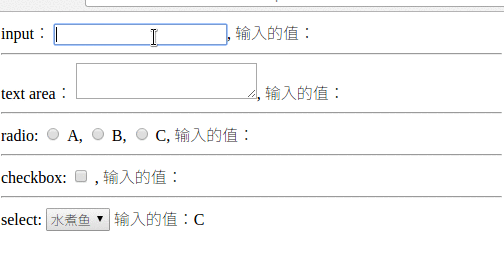 input： , 输入的值：
text area： , 输入的值：
radio: A, B, C, 输入的值：
checkbox: , 输入的值：
select: 水煮鱼 输入的值：C